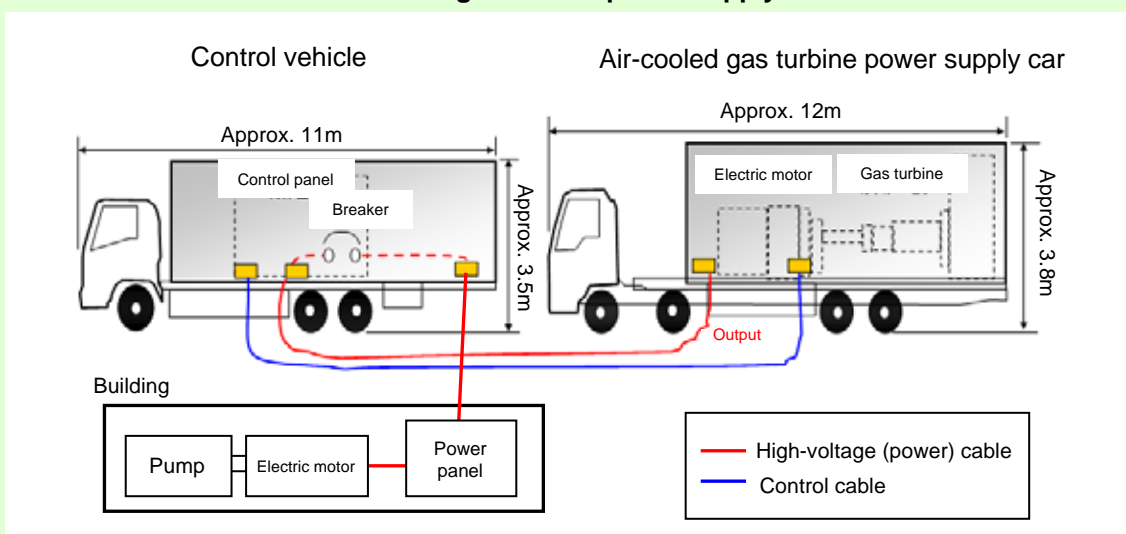 Control vehicle
Air-cooled gas turbine power supply car
Approx. 11m
Approx. 12m
Control panel
Breaker
Approx. 3.5m
Electric motor
Gas turbine
Approx. 3.8m
Output
Building
Pump
Electric motor
Power
panel
High-voltage (power) cable
Control cable